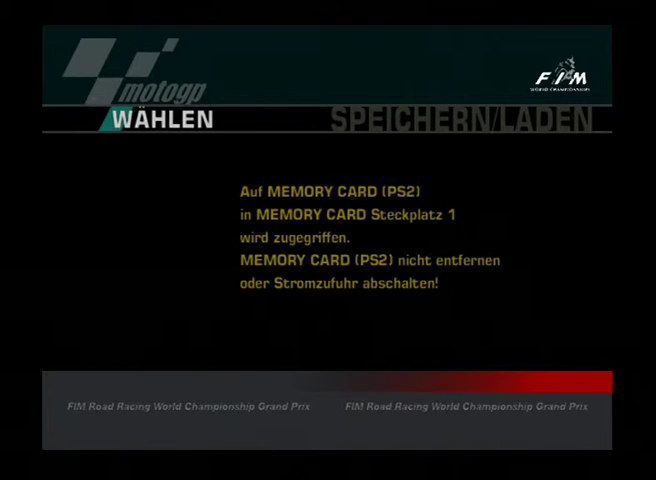 motogp
FIM
WORLD CHAMPIONSHIPS
WÄHLEN
SPEICHERN/LADEN
Auf MEMORY CARD (PS2)
in MEMORY CARD Steckplatz 1
wird zugegriffen.
MEMORY CARD (PS2) nicht entfernen
oder Stromzufuhr abschalten!
FIM Road Racing World Championship Grand Prix
FIM Road Racing World Championship Grand Prix